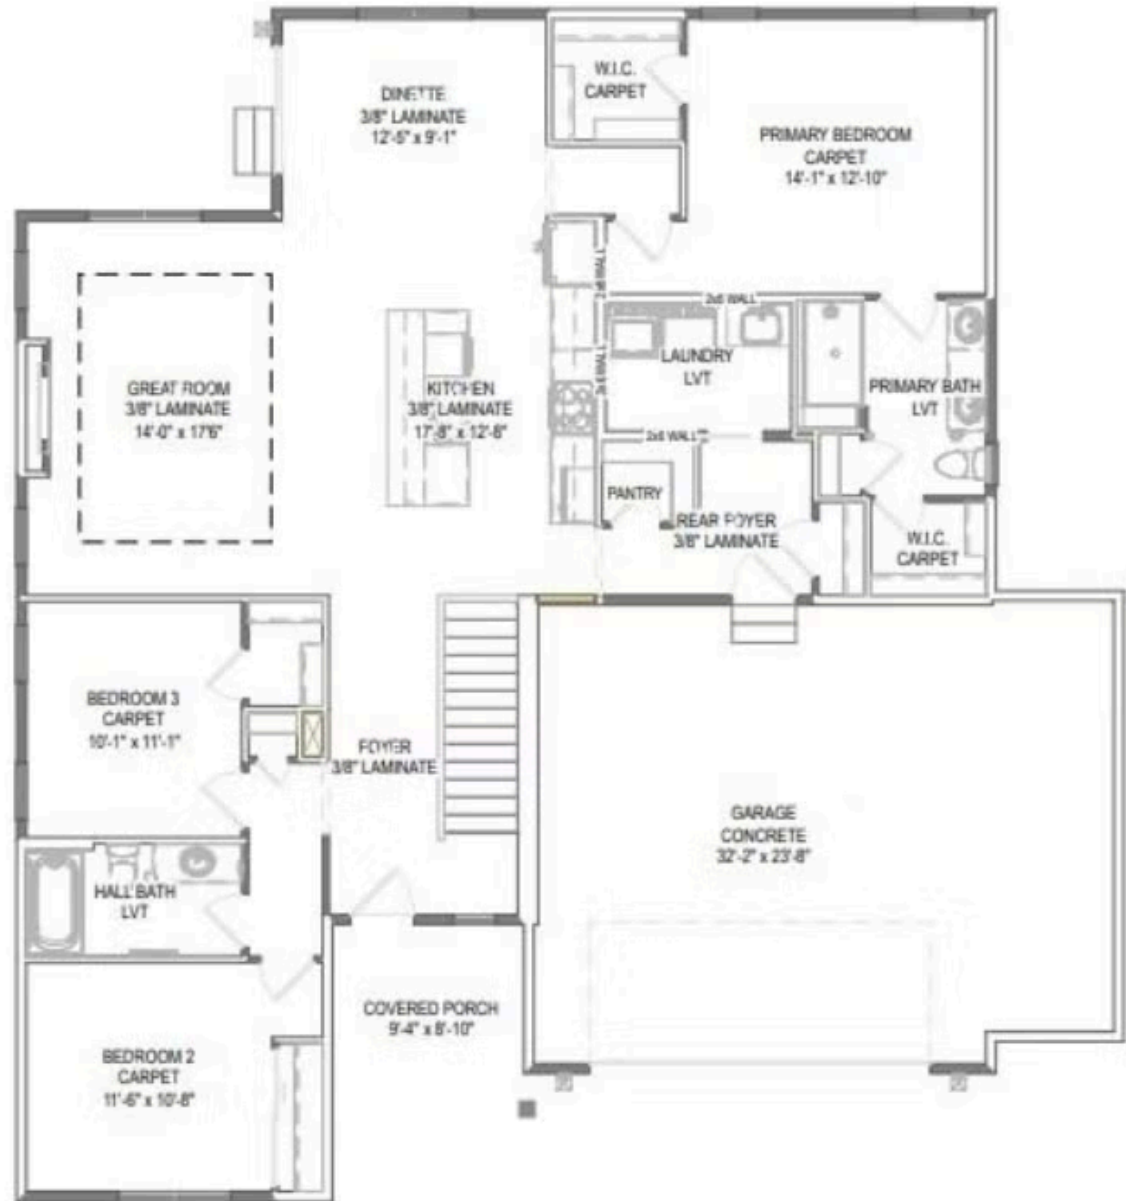 DINETTE
3/8" LAMINATE
12'-5" x 9'-1"
W.I.C.
CARPET
PRIMARY BEDROOM
CARPET
14'-1" x 12'-10"
2x6 WALL
2x6 WALL
2x6 WALL
LAUNDRY
LVT
PRIMARY BATH
LVT
GREAT ROOM
3/8" LAMINATE
14'-0" x 17'6"
KITCHEN
3/8" LAMINATE
17'-8" x 12'-8"
2x6 WALL
PANTRY
REAR FOYER
3/8" LAMINATE
W.I.C.
CARPET
BEDROOM 3
CARPET
10'-1" x 11'-1"
FOYER
3/8" LAMINATE
GARAGE
CONCRETE
32'-2" x 23'-8"
HALL BATH
LVT
COVERED PORCH
9'-4" x 8'-10"
BEDROOM 2
CARPET
11'-6" x 10'-8"